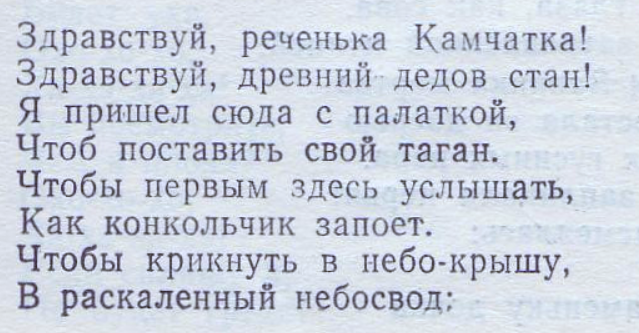 Здравствуй, реченька Камчатка!
Здравствуй, древний дедов стан!
Я пришел сюда с палаткой,
Чтоб поставить свой таган.
Чтобы первым здесь услышать,
Как конкольчик запоет.
Чтобы крикнуть в небо-крышу,
В раскаленный небосвод: